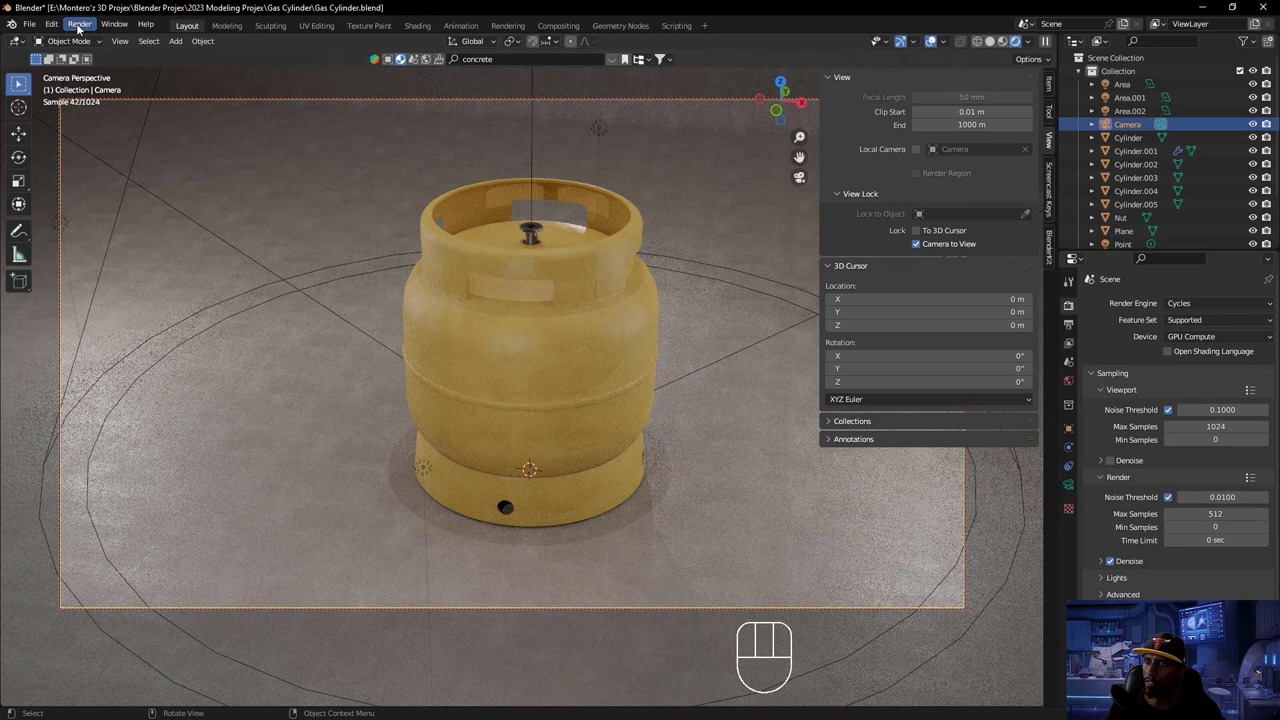 Blender* [E:\Montero'z 3D Projex\Blender Projex\2023 Modeling Projex\Gas Cylinder\Gas Cylinder.blend]
File Edit Render Window Help Layout Modeling Sculpting UV Editing Texture Paint Shading Animation Rendering Compositing Geometry Nodes Scripting + Scene ViewLayer
Object Mode View Select Add Object Global
concrete Options
Camera Perspective
(1) Collection | Camera
Sample 42/1024
Z
Y
X
View
Focal Length 50 mm
Clip Start 0.01 m
End 1000 m
Local Camera Camera
Render Region
View Lock
Lock to Object
Lock To 3D Cursor
Camera to View
3D Cursor
Location:
X 0 m
Y 0 m
Z 0 m
Rotation:
X 0°
Y 0°
Z 0°
XYZ Euler
Collections
Annotations
Item
Tool
View
Screencast Keys
BlenderKit
Scene Collection
Collection
Area
Area.001
Area.002
Camera
Cylinder
Cylinder.001
Cylinder.002
Cylinder.003
Cylinder.004
Cylinder.005
Nut
Plane
Point
Scene
Render Engine Cycles
Feature Set Supported
Device GPU Compute
Open Shading Language
Sampling
Viewport
Noise Threshold 0.1000
Max Samples 1024
Min Samples 0
Denoise
Render
Noise Threshold 0.0100
Max Samples 512
Min Samples 0
Time Limit 0 sec
Denoise
Lights
Advanced
Select Rotate View Object Context Menu